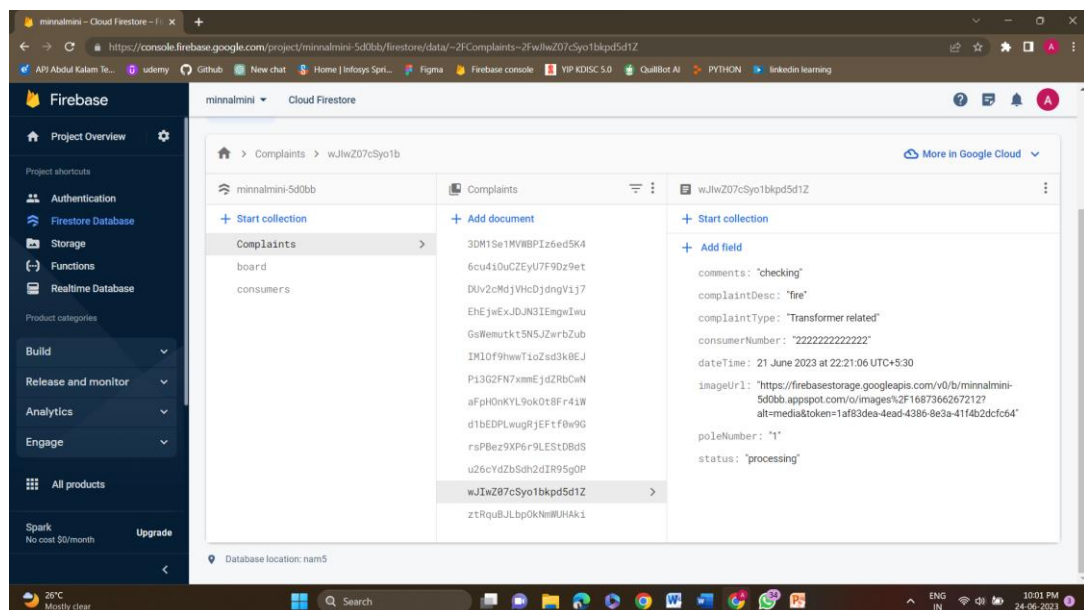 minnalmini – Cloud Firestore – Fi
https://console.firebase.google.com/project/minnalmini-5d0bb/firestore/data/~2FComplaints~2FwJIwZ07cSyo1bkpd5d1Z
APJ Abdul Kalam Te... udemy Github New chat Home | Infosys Spri... Figma Firebase console YIP KDISC 5.0 QuillBot AI PYTHON linkedin learning
Firebase
minnalmini Cloud Firestore
A
Project Overview
Complaints > wJIwZ07cSyo1b
More in Google Cloud
Project shortcuts
minnalmini-5d0bb
Complaints
wJIwZ07cSyo1bkpd5d1Z
Authentication
Firestore Database
Storage
Functions
Realtime Database
Product categories
Build
Release and monitor
Analytics
Engage
All products
Spark
No cost $0/month
Upgrade
+ Start collection
Complaints >
board
consumers
+ Add document
3DM1Se1MVWBPIz6ed5K4
6cu4iOuCZEyU7F9Dz9et
DUv2cMdjVHcDjdngVij7
EhEjwExJDJN3IEmgwIwu
GsWemutkt5N5JZwrbZub
IMlOf9hwwTioZsd3k0EJ
Pi3G2FN7xmmEjdZRbCwN
aFpHOnKYL9okOt8Fr4iW
d1bEDPLwugRjEFtf0w9G
rsPBez9XP6r9LEStDBdS
u26cYdZbSdh2dIR95gOP
wJIwZ07cSyo1bkpd5d1Z >
ztRquBJLbpOkNmWUHAki
+ Start collection
+ Add field
comments: "checking"
complaintDesc: "fire"
complaintType: "Transformer related"
consumerNumber: "2222222222222"
dateTime: 21 June 2023 at 22:21:06 UTC+5:30
imageUrl: "https://firebasestorage.googleapis.com/v0/b/minnalmini-
5d0bb.appspot.com/o/images%2F1687366267212?
alt=media&token=1af83dea-4ead-4386-8e3a-41f4b2dcfc64"
poleNumber: "1"
status: "processing"
Database location: nam5
26°C
Mostly clear
Search
34
ENG
IN
10:01 PM
24-06-2023